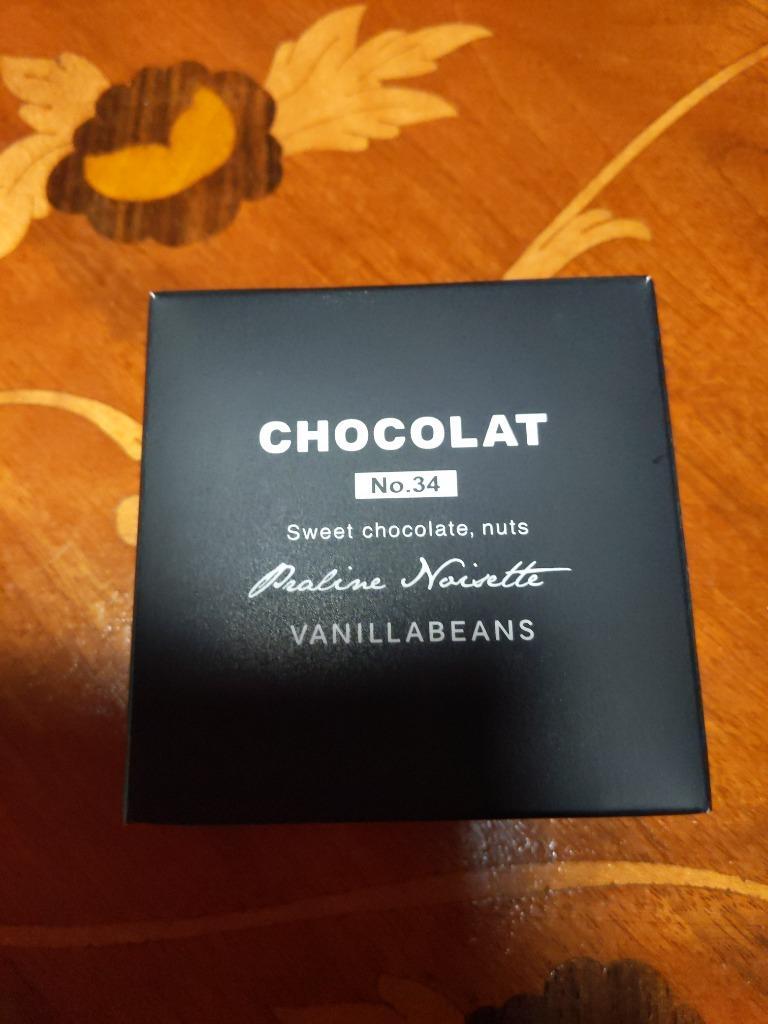 CHOCOLAT
No.34
Sweet chocolate, nuts
Praline Noisette
VANILLABEANS